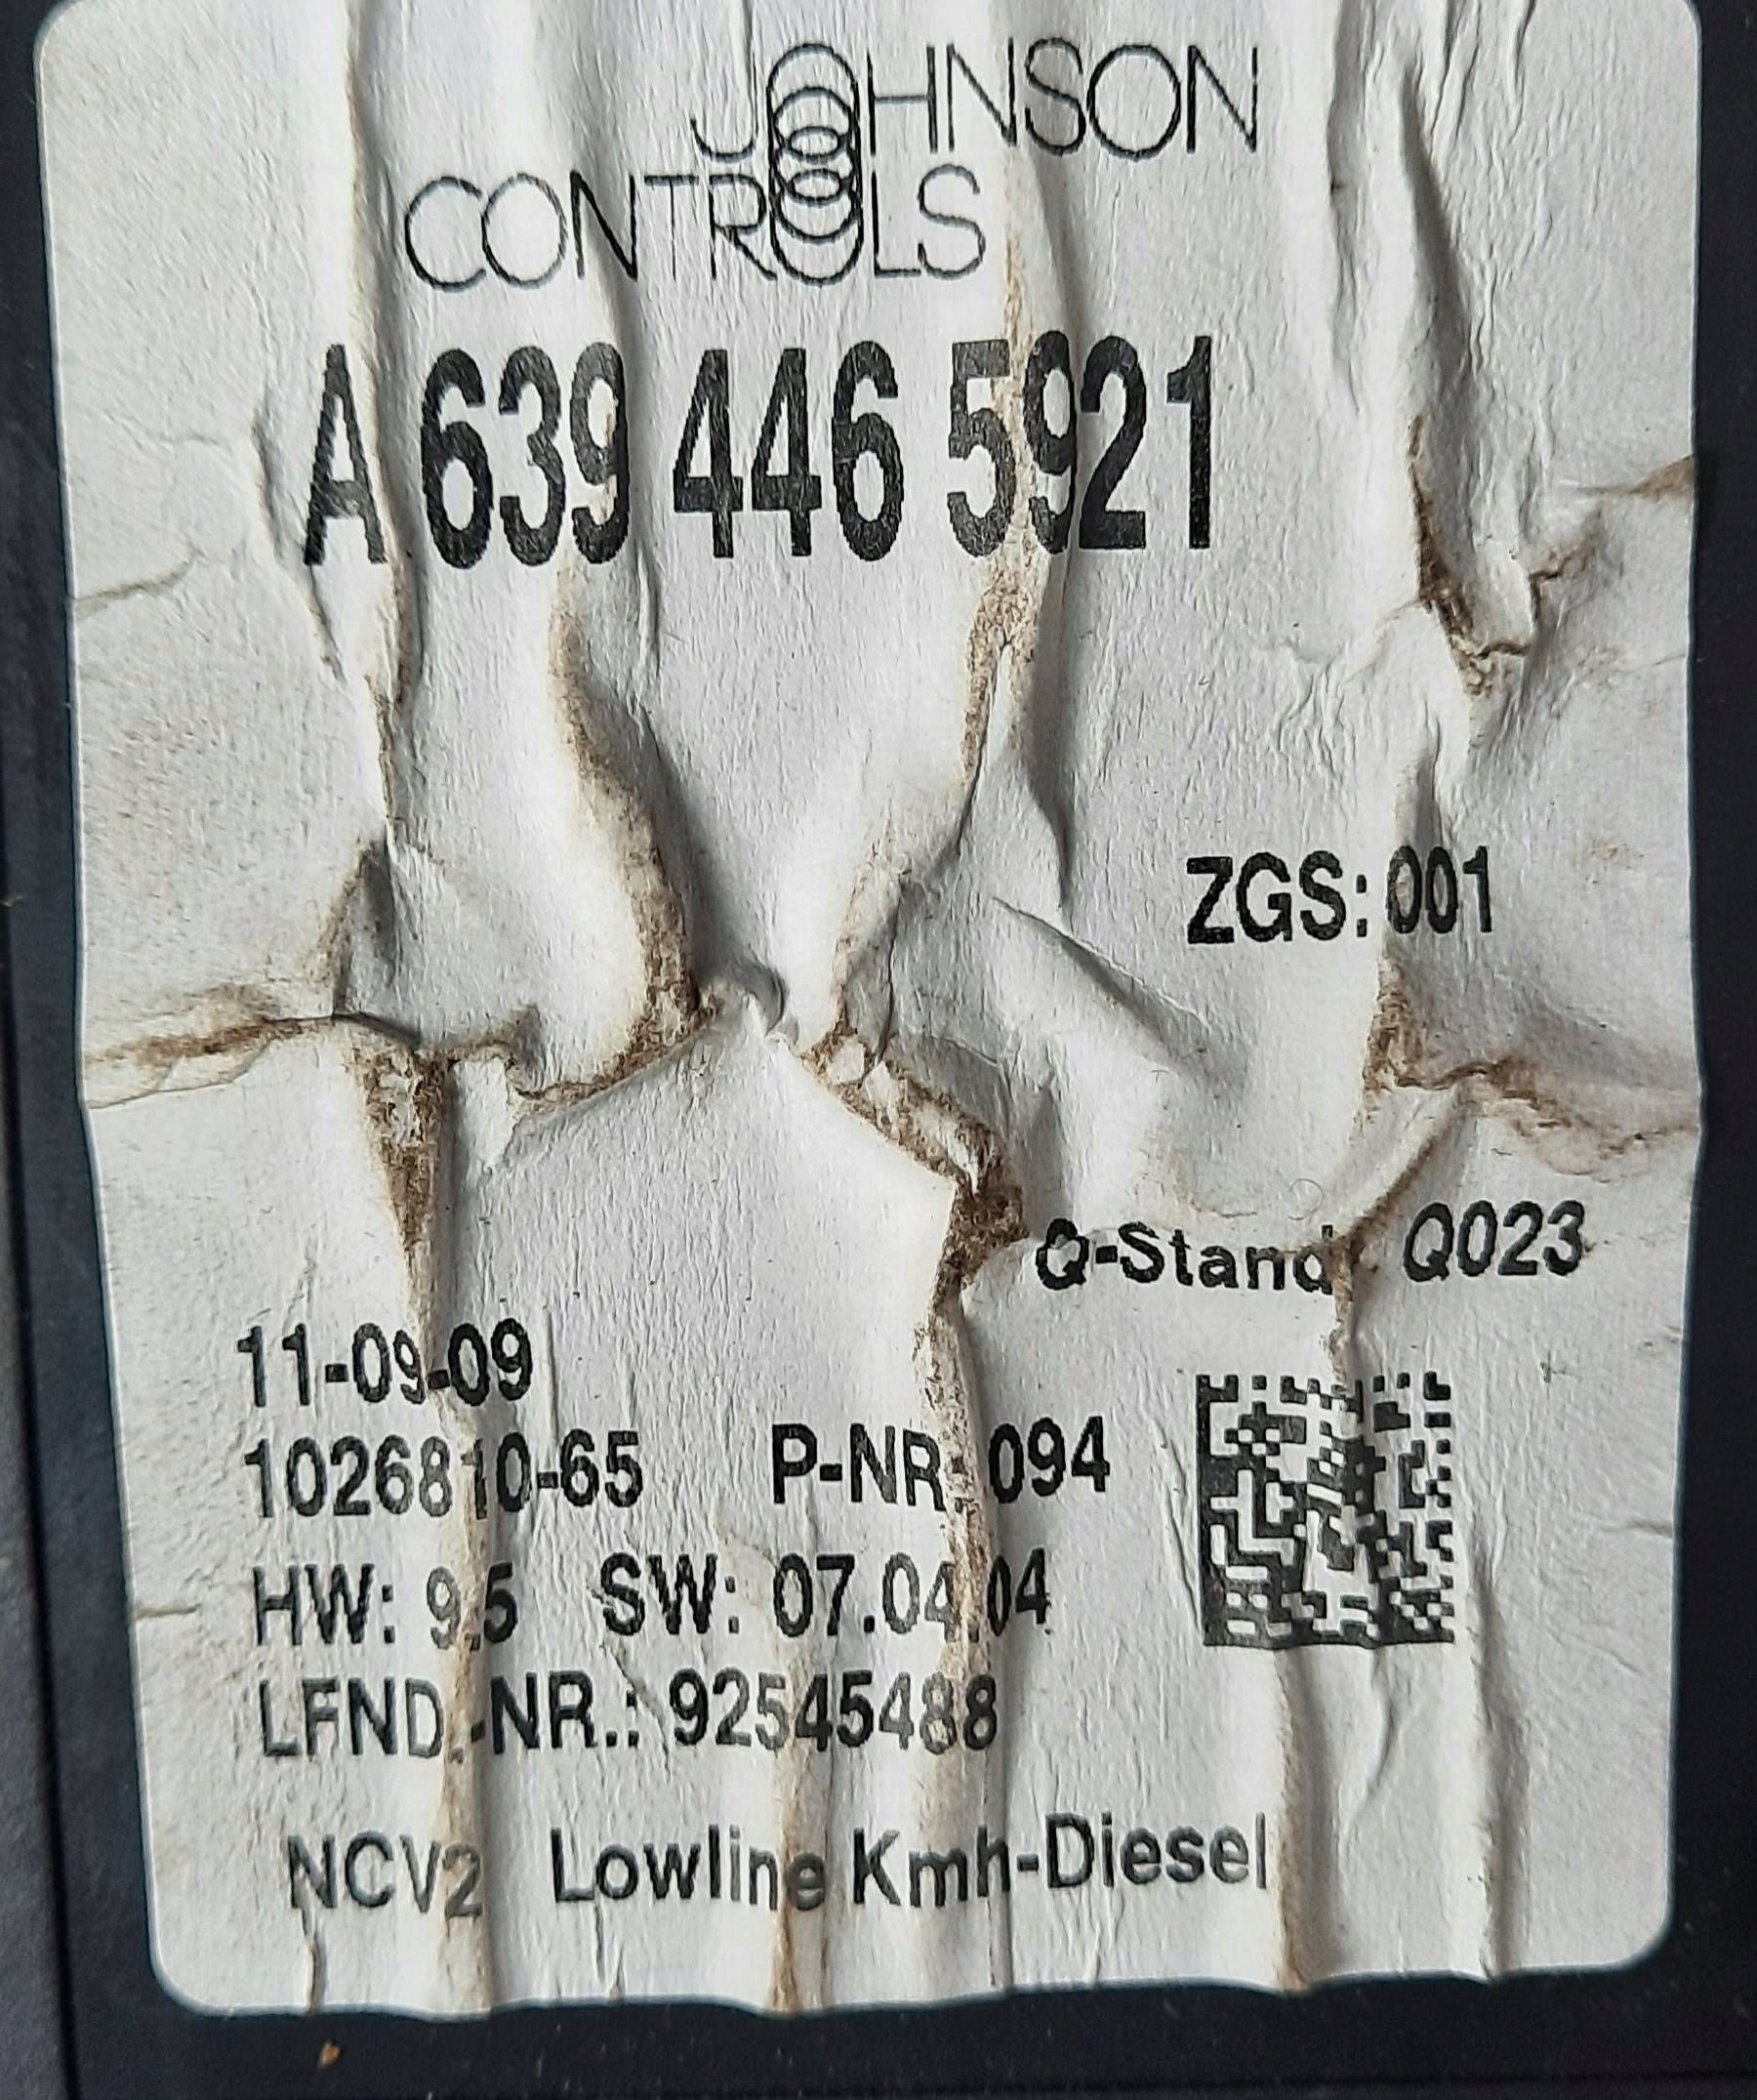 JOHNSON
CONTROLS
A 639 446 5921
ZGS: 001
Q-Stand Q023
11-09-09
1026810-65 P-NR: 094
HW: 9.5 SW: 07.04.04
LFND.-NR.: 92545488
NCV2 Lowline Kmh-Diesel